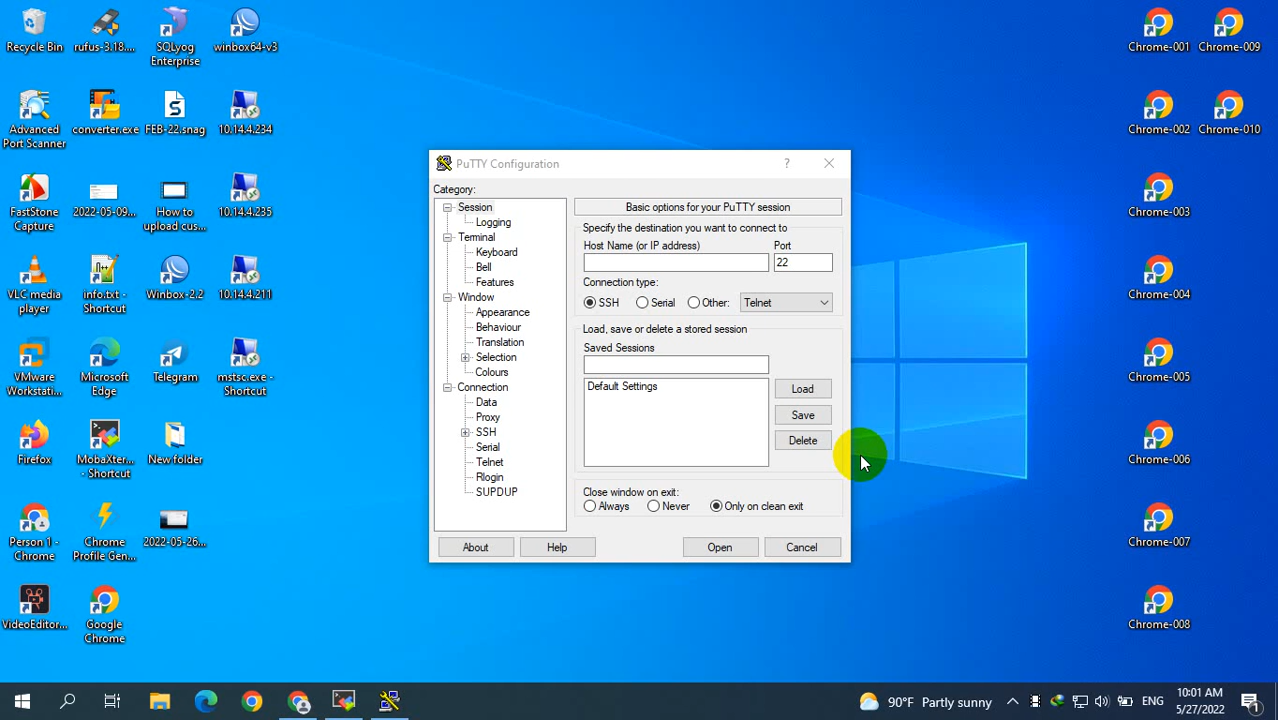 Recycle Bin
rufus-3.18....
SQLyog
Enterprise
winbox64-v3
Advanced
Port Scanner
converter.exe
FEB-22.snag
10.14.4.234
FastStone
Capture
2022-05-09...
How to
upload cus...
10.14.4.235
VLC media
player
info.txt -
Shortcut
Winbox-2.2
10.14.4.211
VMware
Workstati...
Microsoft
Edge
Telegram
mstsc.exe -
Shortcut
Firefox
MobaXter...
- Shortcut
New folder
Person 1 -
Chrome
Chrome
Profile Gen...
2022-05-26...
VideoEditor...
Google
Chrome
PuTTY Configuration
?
Category:
Session
Logging
Terminal
Keyboard
Bell
Features
Window
Appearance
Behaviour
Translation
Selection
Colours
Connection
Data
Proxy
SSH
Serial
Telnet
Rlogin
SUPDUP
Basic options for your PuTTY session
Specify the destination you want to connect to
Host Name (or IP address)
Port
22
Connection type:
SSH
Serial
Other:
Telnet
Load, save or delete a stored session
Saved Sessions
Default Settings
Load
Save
Delete
Close window on exit:
Always
Never
Only on clean exit
About
Help
Open
Cancel
Chrome-001
Chrome-009
Chrome-002
Chrome-010
Chrome-003
Chrome-004
Chrome-005
Chrome-006
Chrome-007
Chrome-008
90°F Partly sunny
ENG
10:01 AM
5/27/2022
1